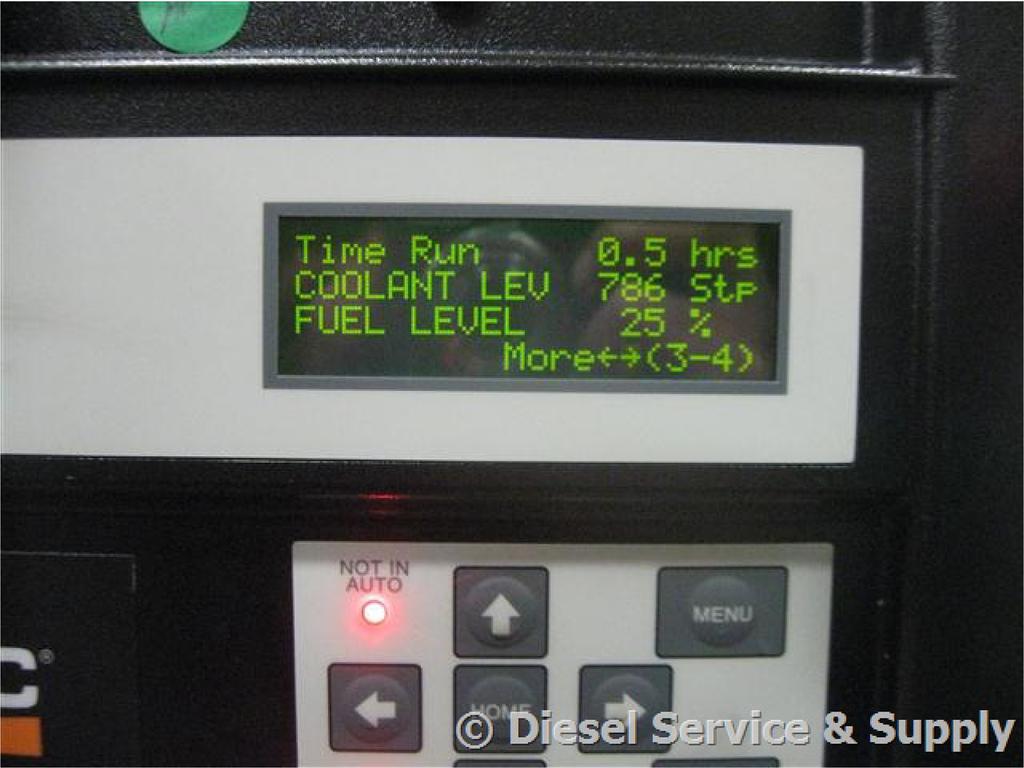 Time Run 0.5 hrs
COOLANT LEV 786 Stp
FUEL LEVEL 25 %
More←→(3-4)
NOT IN
AUTO
MENU
C®
HOME
© Diesel Service & Supply